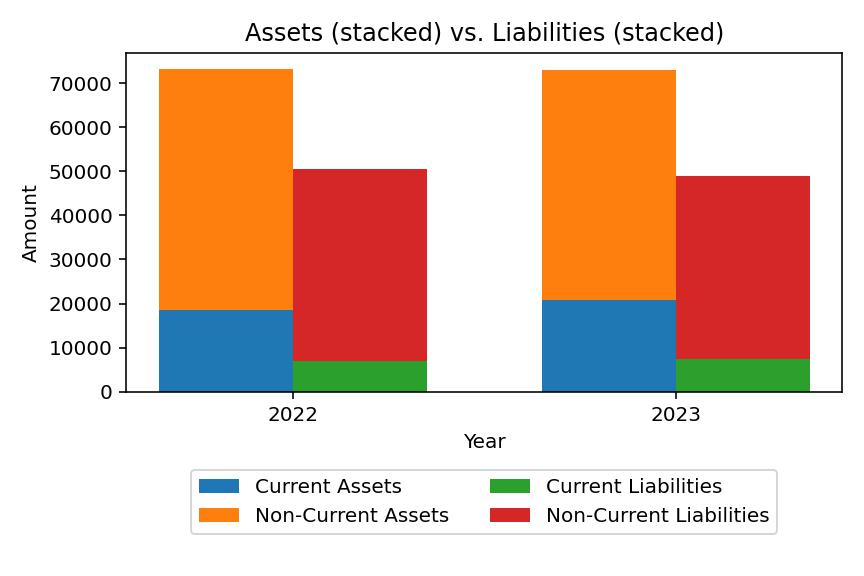 Assets (stacked) vs. Liabilities (stacked)
70000
60000
50000
40000
30000
20000
10000
0
Amount
2022 2023
Year
Current Assets Current Liabilities
Non-Current Assets Non-Current Liabilities